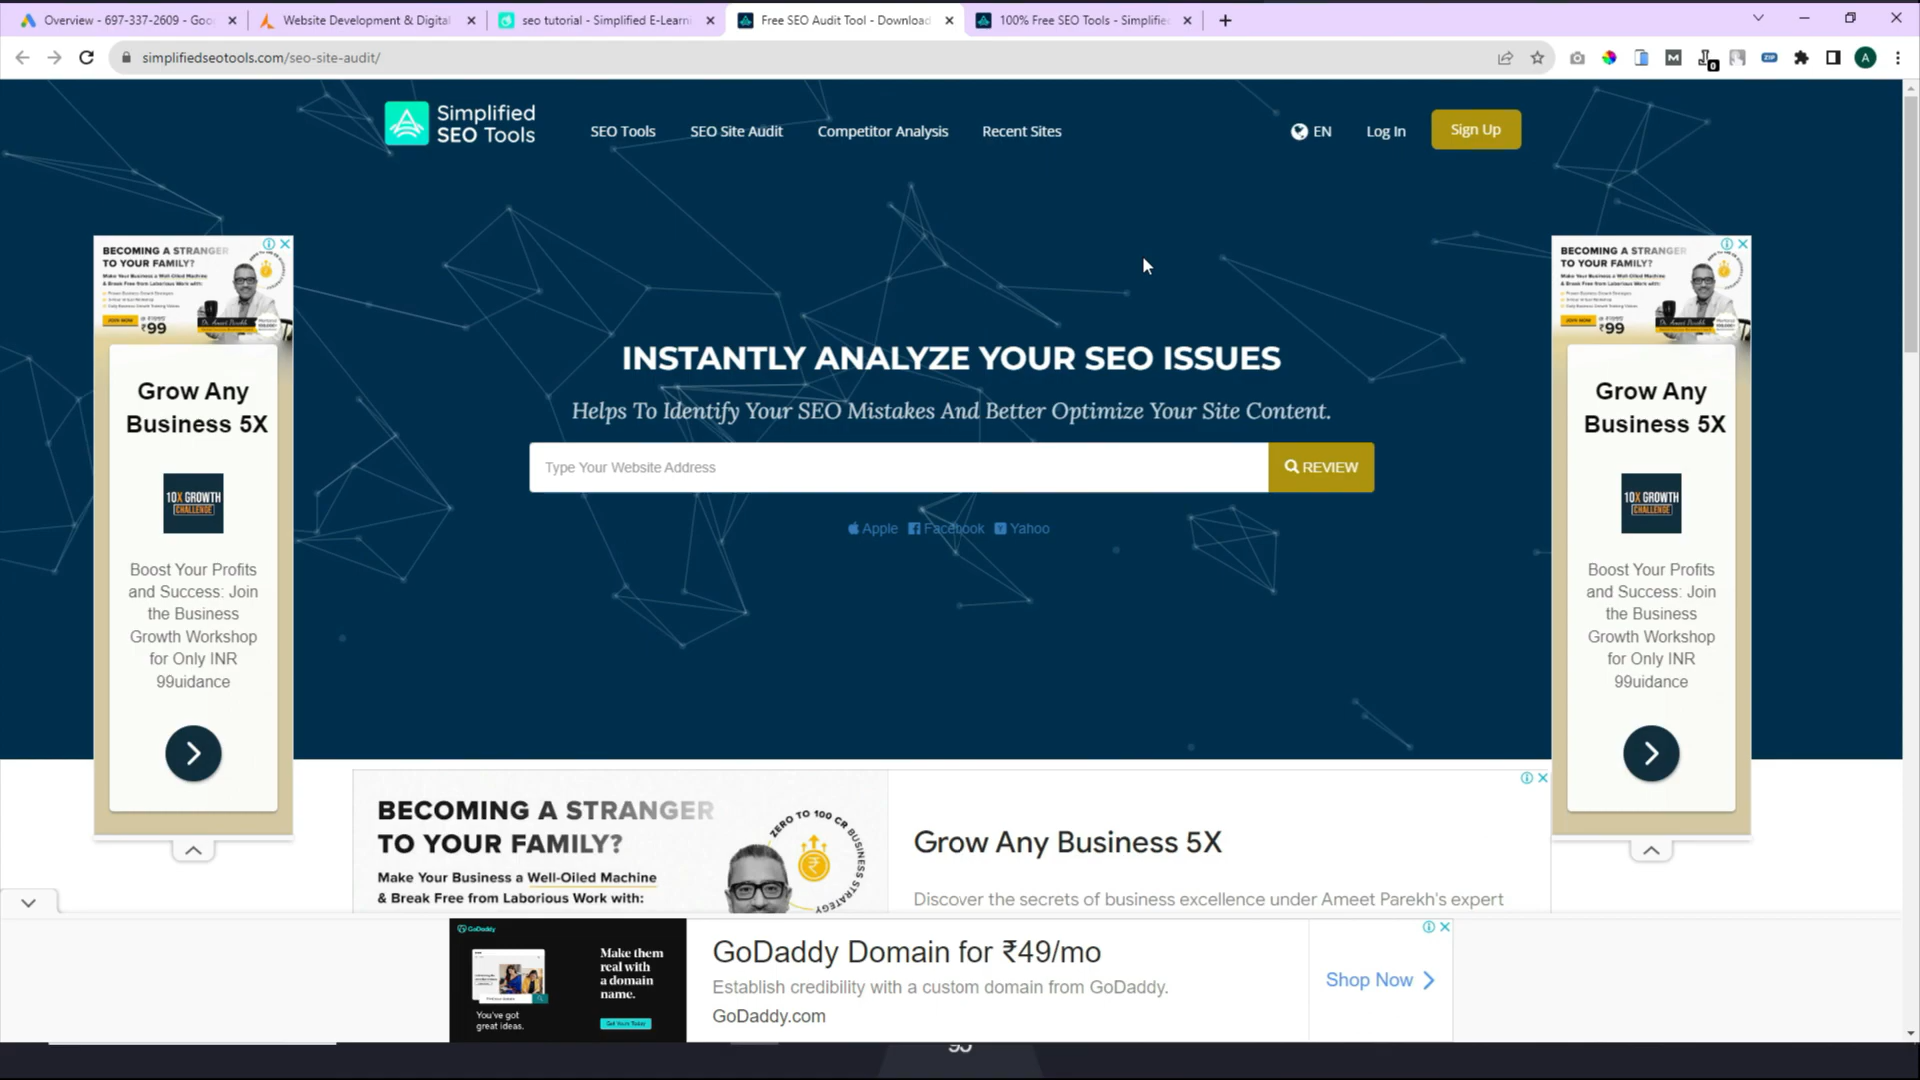 Overview - 697-337-2609 - Goo
Website Development & Digital
seo tutorial - Simplified E-Learni
Free SEO Audit Tool - Download
100% Free SEO Tools - Simplified
simplifiedseotools.com/seo-site-audit/
M
0
ZIP
A
Simplified
SEO Tools
SEO Tools
SEO Site Audit
Competitor Analysis
Recent Sites
EN
Log In
Sign Up
BECOMING A STRANGER
TO YOUR FAMILY?
Make Your Business a Well-Oiled Machine
& Break Free from Laborious Work with:
JOIN NOW
₹99
Grow Any
Business 5X
10X GROWTH
CHALLENGE
Boost Your Profits
and Success: Join
the Business
Growth Workshop
for Only INR
99uidance
INSTANTLY ANALYZE YOUR SEO ISSUES
Helps To Identify Your SEO Mistakes And Better Optimize Your Site Content.
Type Your Website Address
REVIEW
Apple
Facebook
Yahoo
BECOMING A STRANGER
TO YOUR FAMILY?
Make Your Business a Well-Oiled Machine
& Break Free from Laborious Work with:
JOIN NOW
₹99
Grow Any
Business 5X
10X GROWTH
CHALLENGE
Boost Your Profits
and Success: Join
the Business
Growth Workshop
for Only INR
99uidance
BECOMING A STRANGER
TO YOUR FAMILY?
Make Your Business a Well-Oiled Machine
& Break Free from Laborious Work with:
ZERO TO 100 CR BUSINESS STRATEGY
Grow Any Business 5X
Discover the secrets of business excellence under Ameet Parekh's expert
GoDaddy
Make them
real with
a domain
name.
You've got
great ideas.
Get Yours Today
GoDaddy Domain for ₹49/mo
Establish credibility with a custom domain from GoDaddy.
GoDaddy.com
Shop Now